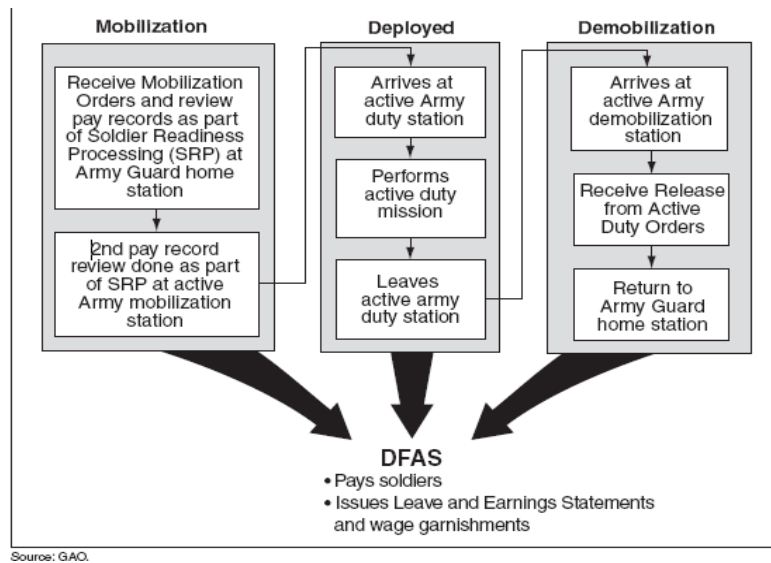 Mobilization
Receive Mobilization
Orders and review
pay records as part
of Soldier Readiness
Processing (SRP) at
Army Guard home
station
2nd pay record
review done as part
of SRP at active
Army mobilization
station
Deployed
Arrives at
active Army
duty station
Performs
active duty
mission
Leaves
active army
duty station
Demobilization
Arrives at
active Army
demobilization
station
Receive Release
from Active
Duty Orders
Return to
Army Guard
home station
DFAS
• Pays soldiers
• Issues Leave and Earnings Statements
and wage garnishments
Source: GAO.